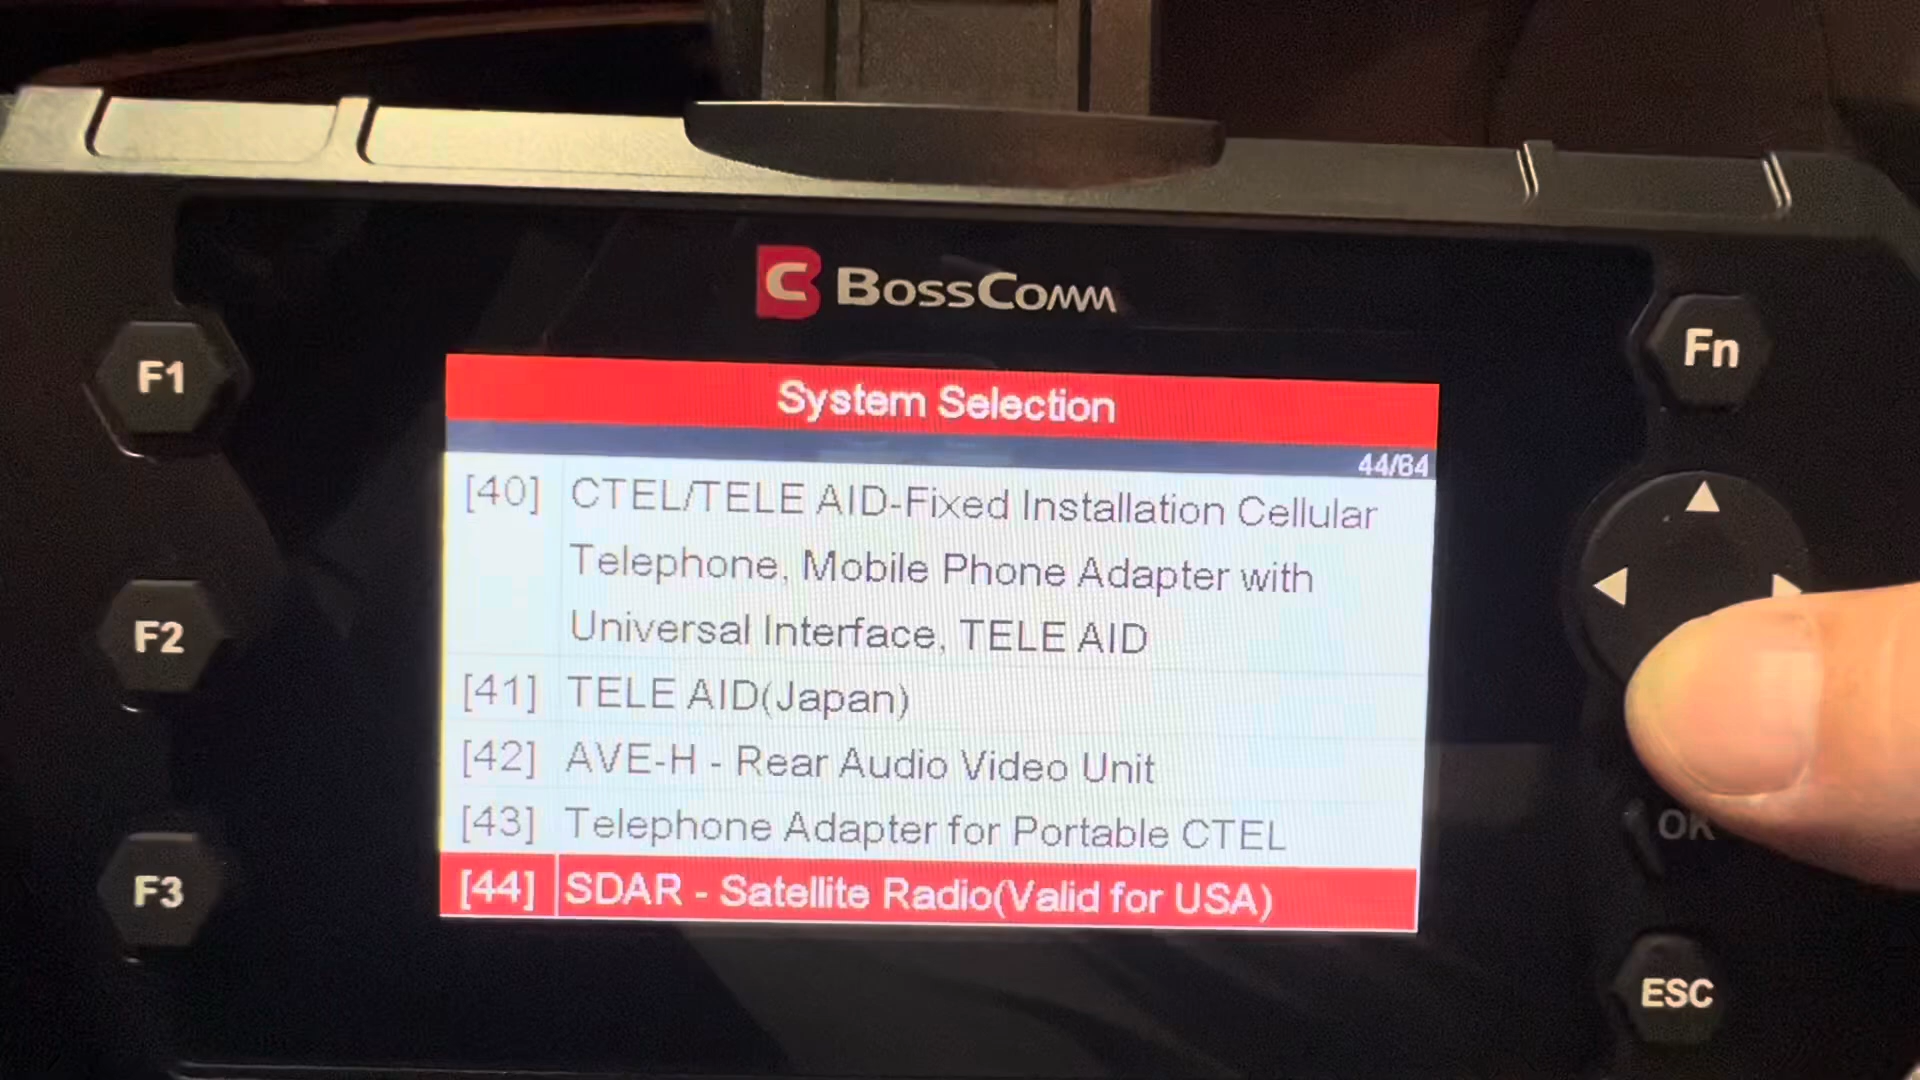 BossComm
F1
Fn
System Selection
44/64
[40] CTEL/TELE AID-Fixed Installation Cellular
Telephone, Mobile Phone Adapter with
Universal Interface, TELE AID
F2
[41] TELE AID(Japan)
[42] AVE-H - Rear Audio Video Unit
[43] Telephone Adapter for Portable CTEL
OK
F3
[44] SDAR - Satellite Radio(Valid for USA)
ESC